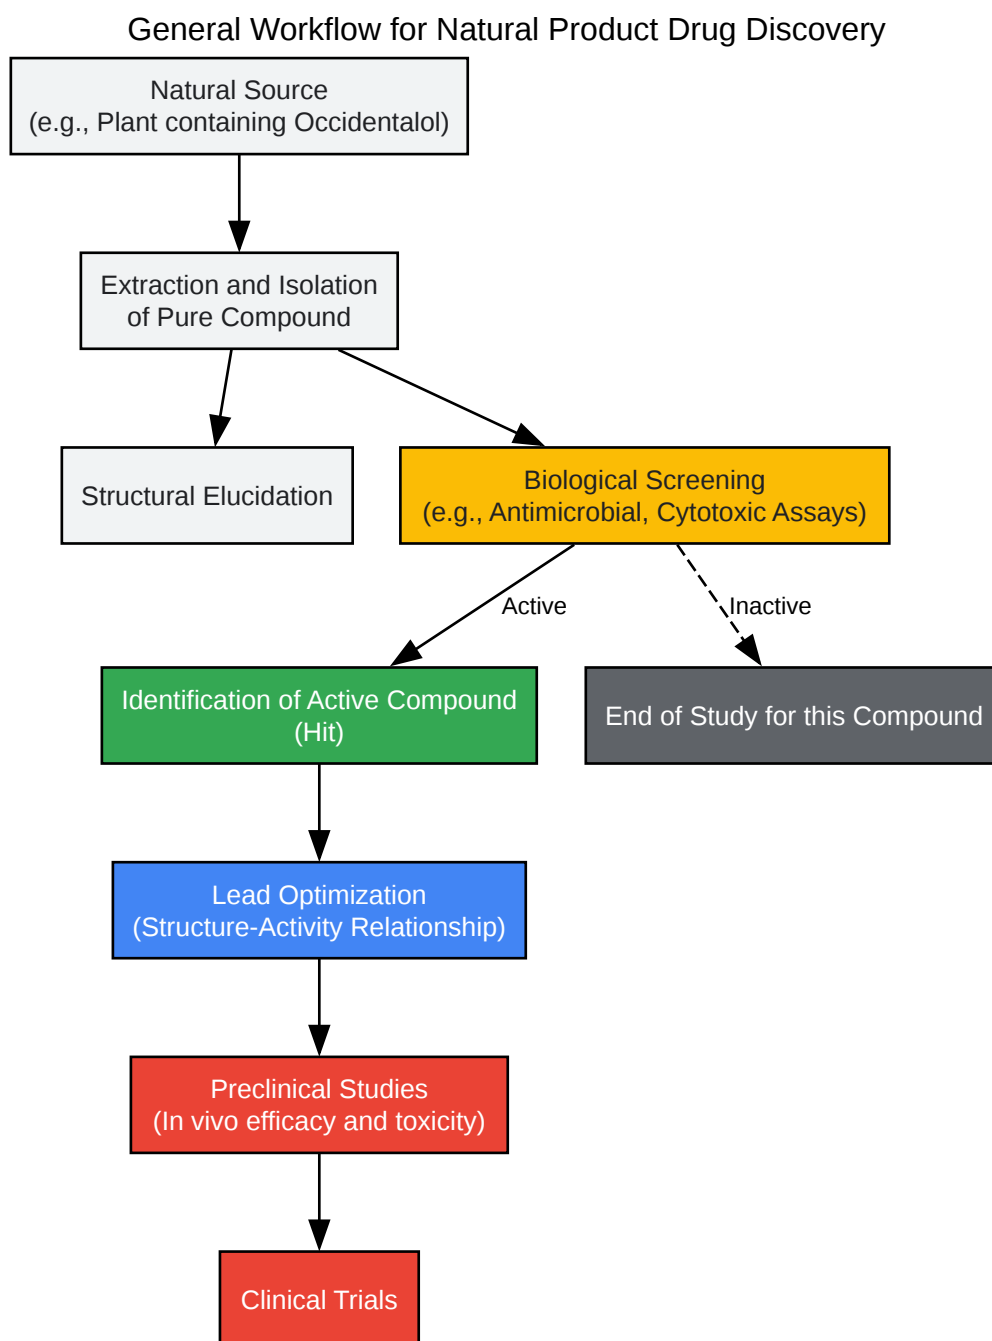 General Workflow for Natural Product Drug Discovery
Natural Source
(e.g., Plant containing Occidentalol)
Extraction and Isolation
of Pure Compound
Structural Elucidation
Biological Screening
(e.g., Antimicrobial, Cytotoxic Assays)
Active
Inactive
Identification of Active Compound
(Hit)
End of Study for this Compound
Lead Optimization
(Structure-Activity Relationship)
Preclinical Studies
(In vivo efficacy and toxicity)
Clinical Trials